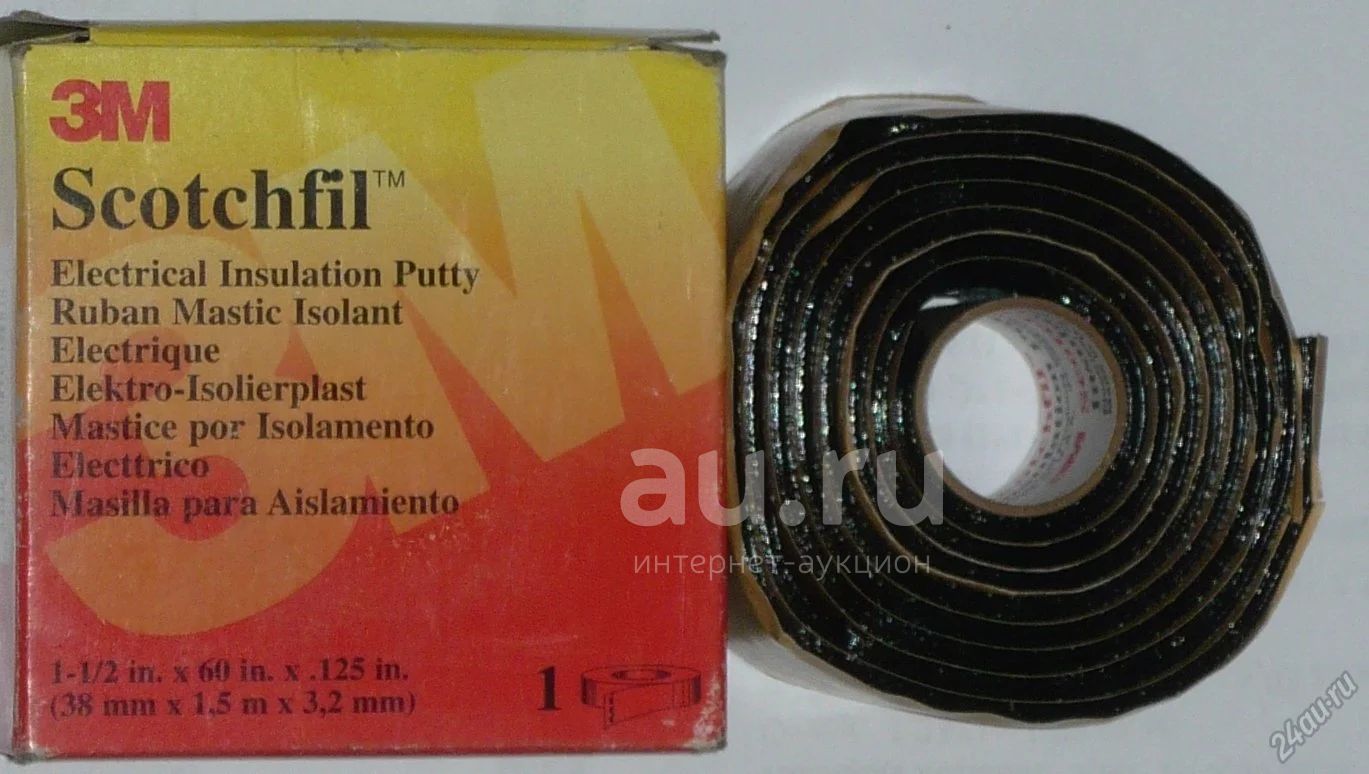 3M
Scotchfil™
Electrical Insulation Putty
Ruban Mastic Isolant
Electrique
Elektro-Isolierplast
Mastice por Isolamento
Electtrico
Masilla para Aislamiento
1-1/2 in. x 60 in. x .125 in.
(38 mm x 1,5 m x 3,2 mm)
1
au.ru
интернет-аукцион
24au.ru